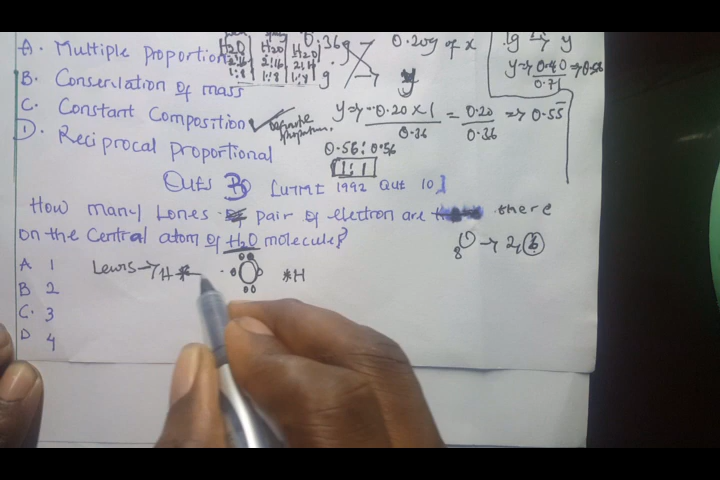 A. Multiple proportion
B. Conservation of mass
C. Constant Composition
D. Reciprocal proportional
H2O H2O H2O
2:16 2:16
1:8 1:8 1:8
0.36g 0.20g of x
g → y
y → 0.20 x 1 / 0.36 = 0.20 / 0.36 → 0.55
0.56 : 0.56
1:1
1g → y
y → 0.40 / 0.71 → 0.56
Ques 3) [UTME 1992 Que 10]
How many Lones pair of electron are there
on the Central atom of H2O molecules?
8O → 2, 6
A 1
B 2
C. 3
D 4
Lewis → H * *H